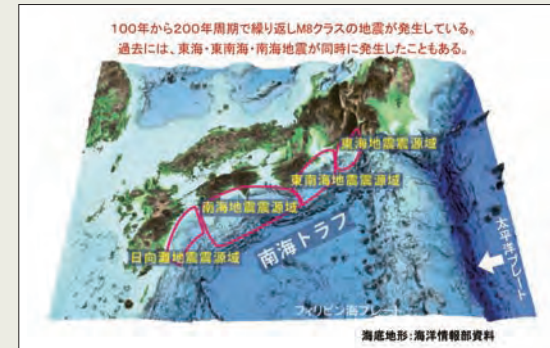 100年から200年周期で繰り返しM8クラスの地震が発生している。
過去には、東海・東南海・南海地震が同時に発生したこともある。
東海地震震源域
東南海地震震源域
南海地震震源域
日向灘地震震源域
南海トラフ
太平洋プレート
フィリピン海プレート
海底地形:海洋情報部資料